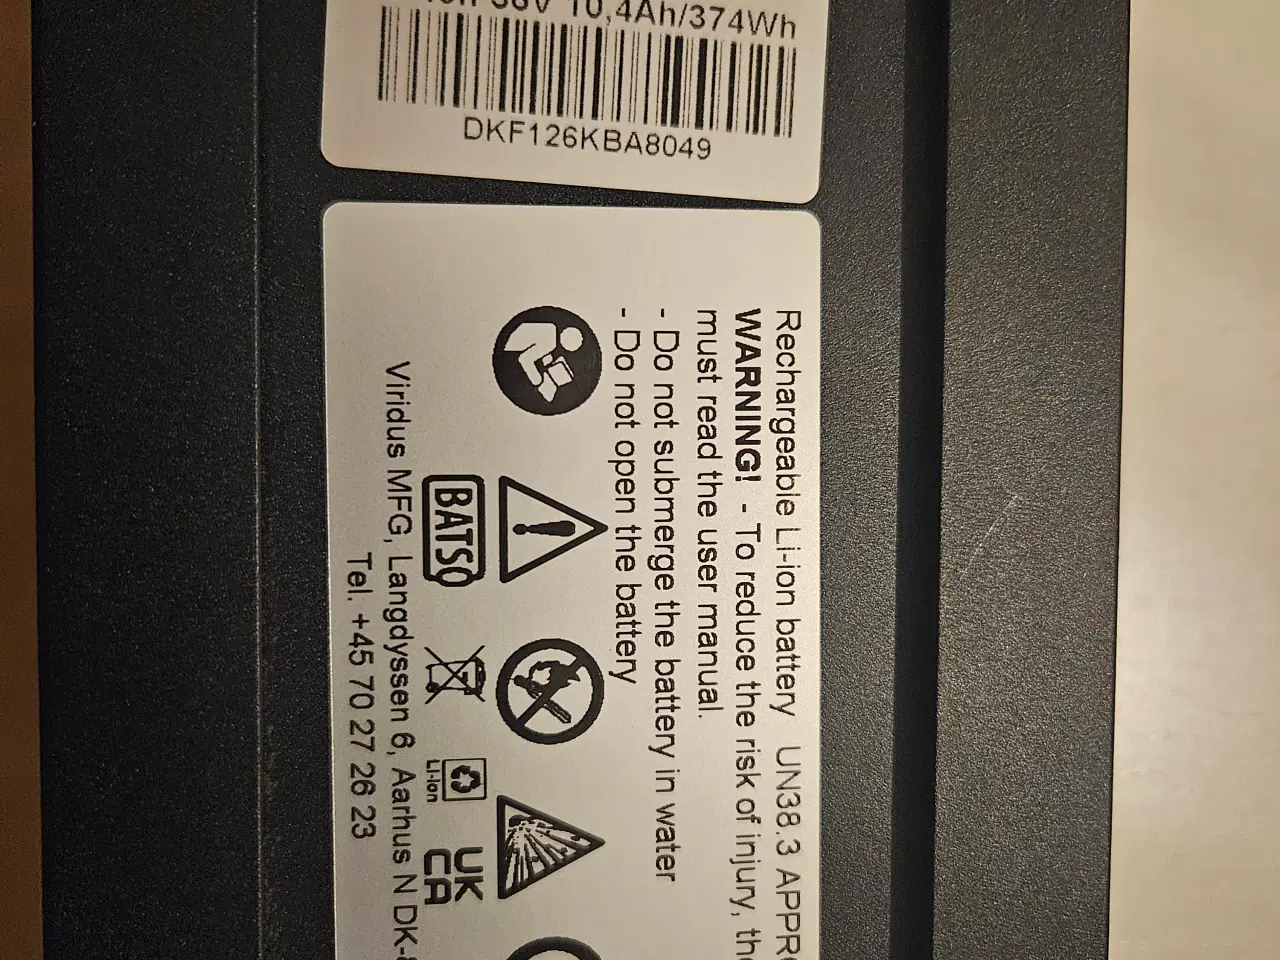 36V 10,4Ah/374Wh
DKF126KBA8049
Rechargeable Li-ion battery UN38.3
WARNING! - To reduce the risk of injury,
must read the user manual.
- Do not submerge the battery in water
- Do not open the battery
BATSO
Li-Ion
UK
CA
Viridus MFG, Langdyssen 6, Aarhus N DK-
Tel. +45 70 27 26 23